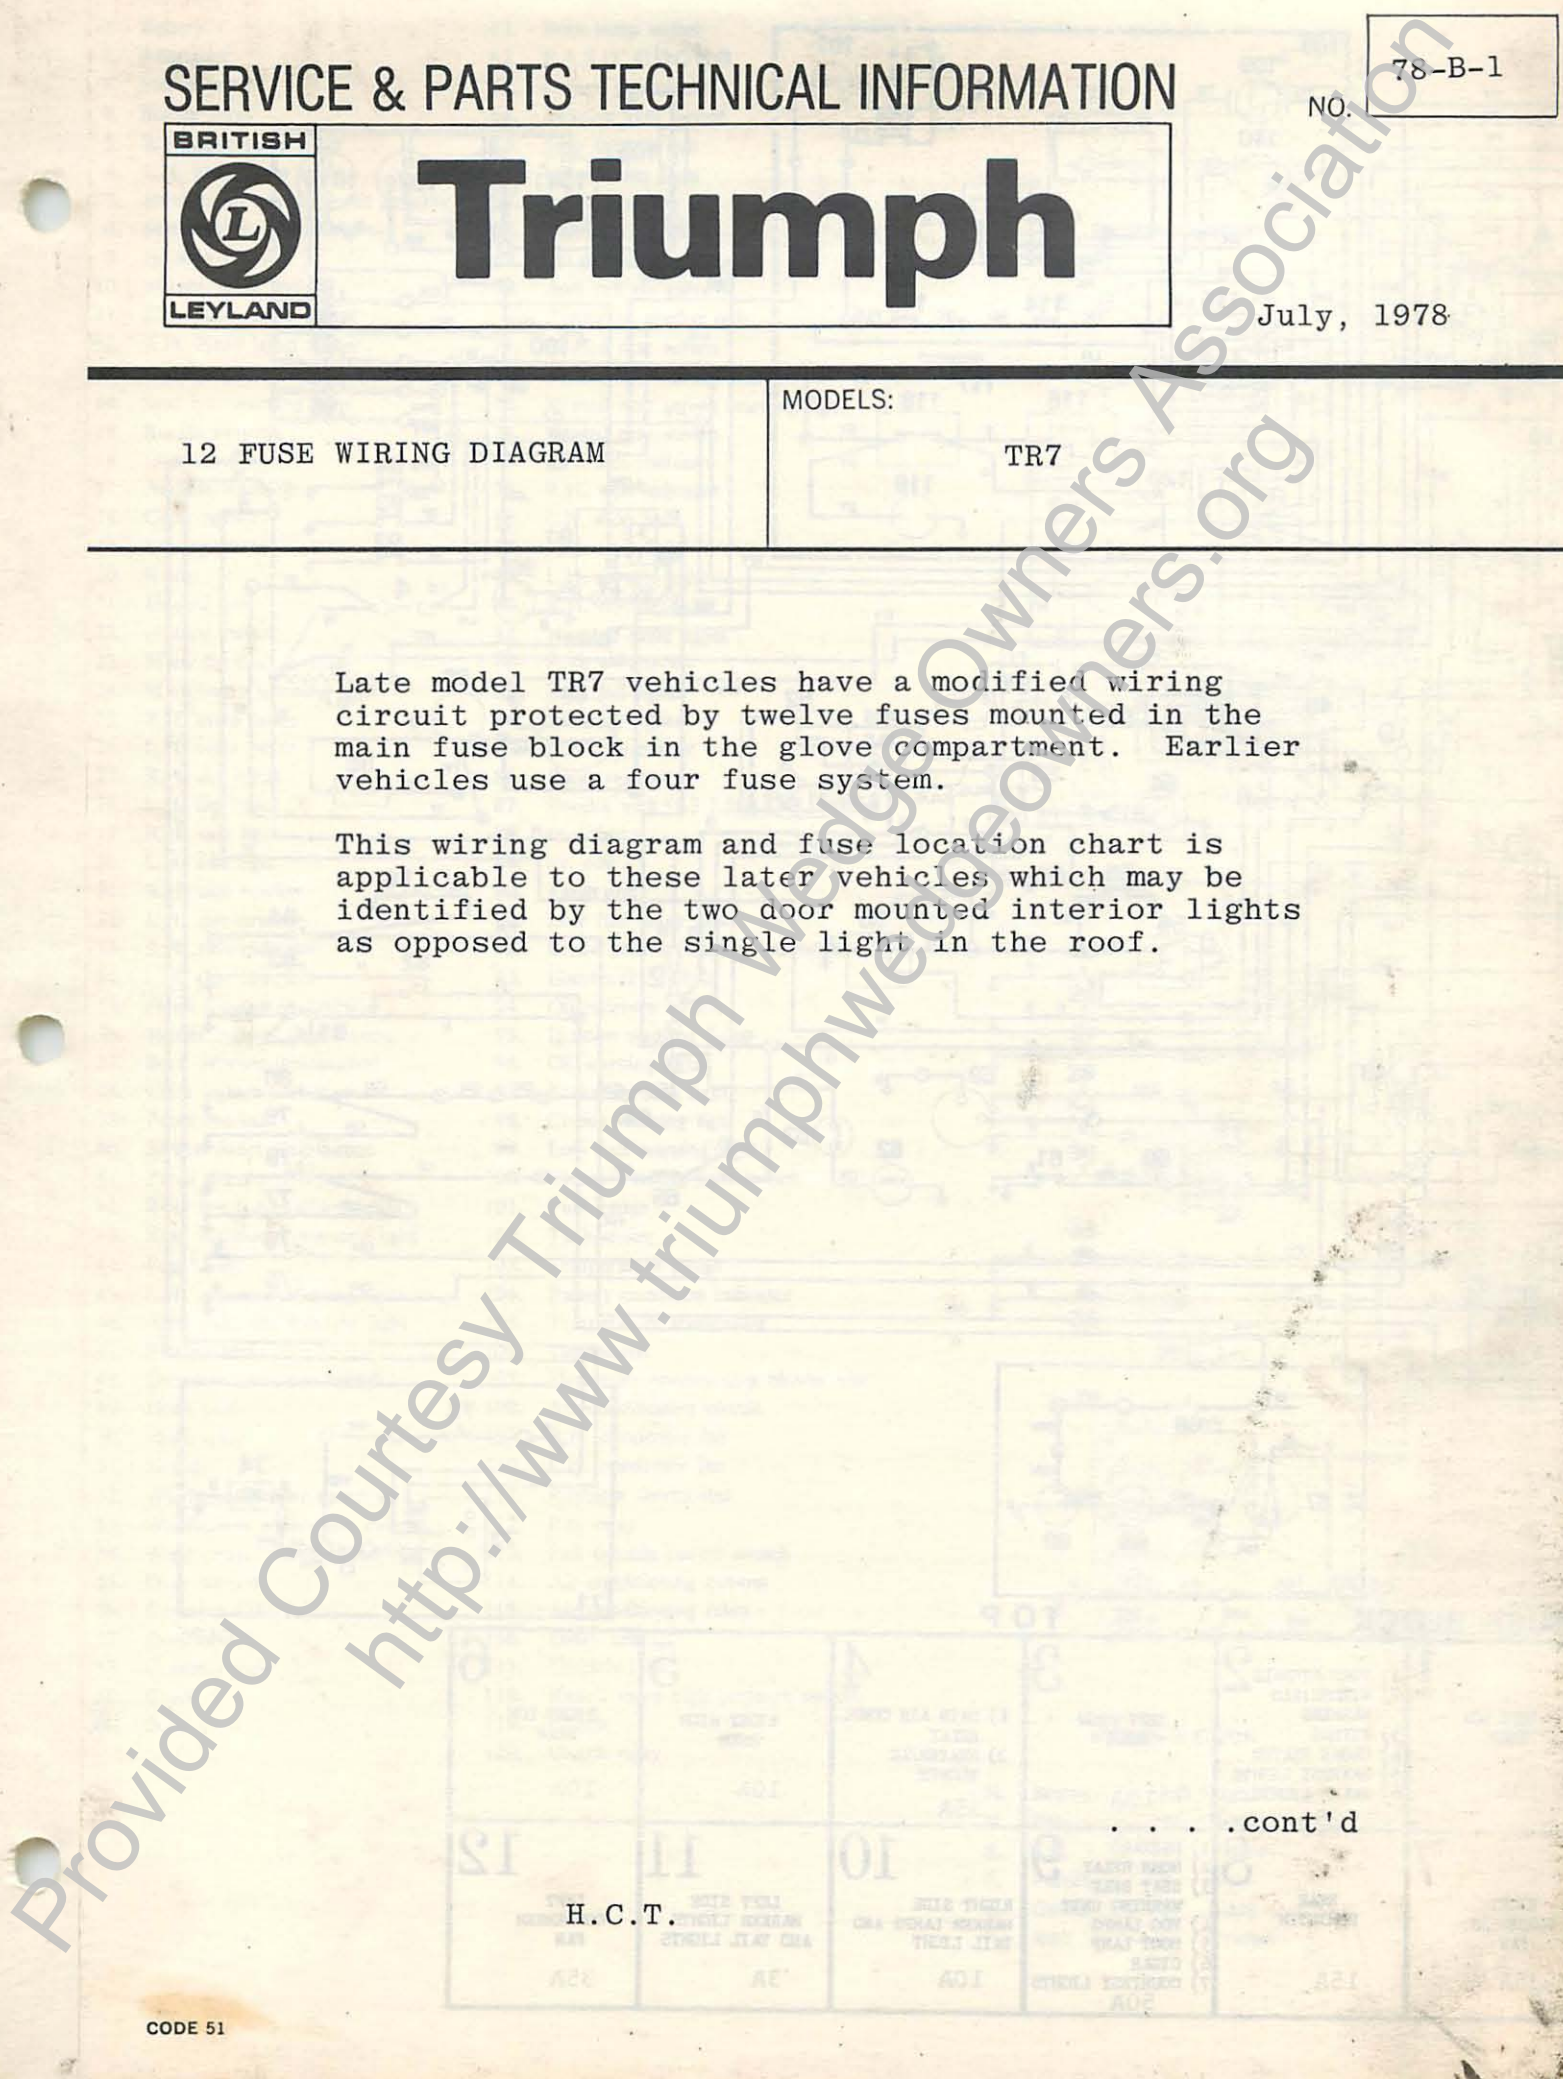 SERVICE & PARTS TECHNICAL INFORMATION
NO. 78-B-1
BRITISH
L
LEYLAND
Triumph
July, 1978
12 FUSE WIRING DIAGRAM
MODELS:
TR7
Late model TR7 vehicles have a modified wiring
circuit protected by twelve fuses mounted in the
main fuse block in the glove compartment. Earlier
vehicles use a four fuse system.
This wiring diagram and fuse location chart is
applicable to these later vehicles which may be
identified by the two door mounted interior lights
as opposed to the single light in the roof.
. . . .cont'd
H.C.T.
CODE 51
Provided Courtesy Triumph Wedge Owners Association
http://www.triumphwedgeowners.org